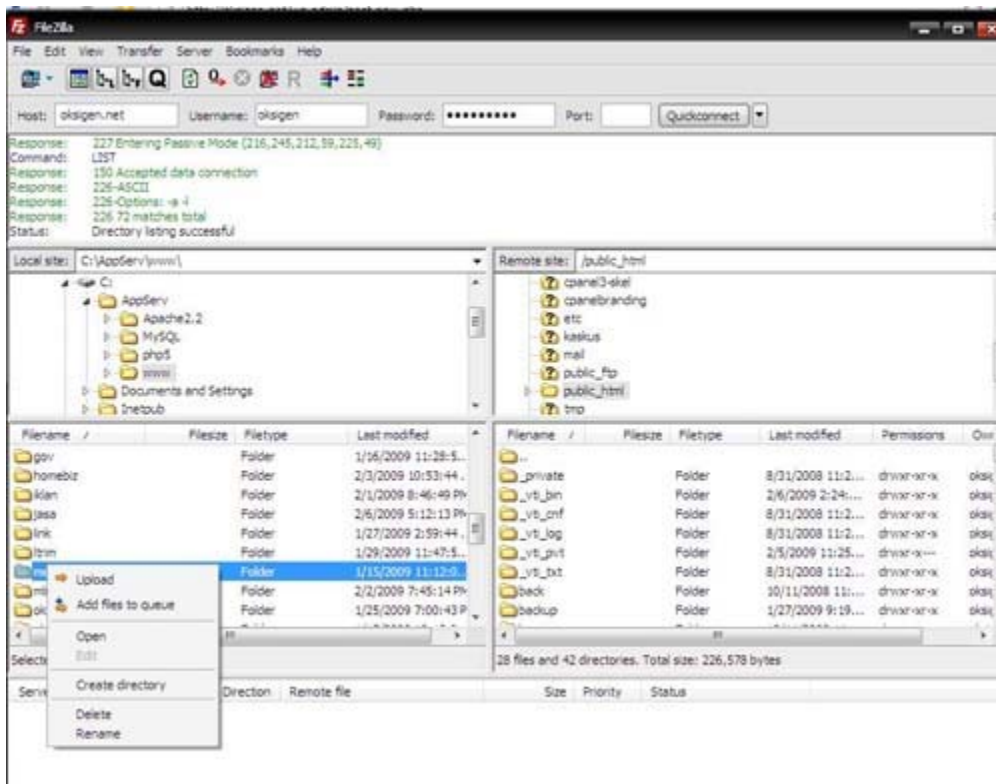 FileZilla
File Edit View Transfer Server Bookmarks Help
Host: oksigen.net Username: oksigen Password: ●●●●●●●●● Port: Quickconnect
Response: 227 Entering Passive Mode (216,245,212,59,225,49)
Command: LIST
Response: 150 Accepted data connection
Response: 226-ASCII
Response: 226-Options: -a -l
Response: 226 72 matches total
Status: Directory listing successful
Local site: C:\AppServ\www\
C:
AppServ
Apache2.2
MySQL
php5
www
Documents and Settings
Inetpub
Remote site: /public_html
cpanel3-skel
cpanelbranding
etc
kaskus
mail
public_ftp
public_html
tmp
Filename / Filesize Filetype Last modified
gov Folder 1/16/2009 11:28:5...
homebiz Folder 2/3/2009 10:53:44...
iklan Folder 2/1/2009 8:46:49 PM
jasa Folder 2/6/2009 5:12:13 PM
link Folder 1/27/2009 2:59:44...
ltrim Folder 1/29/2009 11:47:5...
Folder 1/15/2009 11:12:0...
Folder 2/2/2009 7:45:14 PM
Folder 1/25/2009 7:00:43 P
Upload
Add files to queue
Open
Edit
Create directory
Delete
Rename
Filename / Filesize Filetype Last modified Permissions Own
..
_private Folder 8/31/2008 11:2... drwxr-xr-x oksig
_vti_bin Folder 2/6/2009 2:24:... drwxr-xr-x oksig
_vti_cnf Folder 8/31/2008 11:2... drwxr-xr-x oksig
_vti_log Folder 8/31/2008 11:2... drwxr-xr-x oksig
_vti_pvt Folder 2/5/2009 11:25... drwxr-x--- oksig
_vti_txt Folder 8/31/2008 11:2... drwxr-xr-x oksig
back Folder 10/11/2008 11:... drwxr-xr-x oksig
backup Folder 1/27/2009 9:19... drwxr-xr-x oksig
Selecte
28 files and 42 directories. Total size: 226,578 bytes
Serve Direction Remote file Size Priority Status